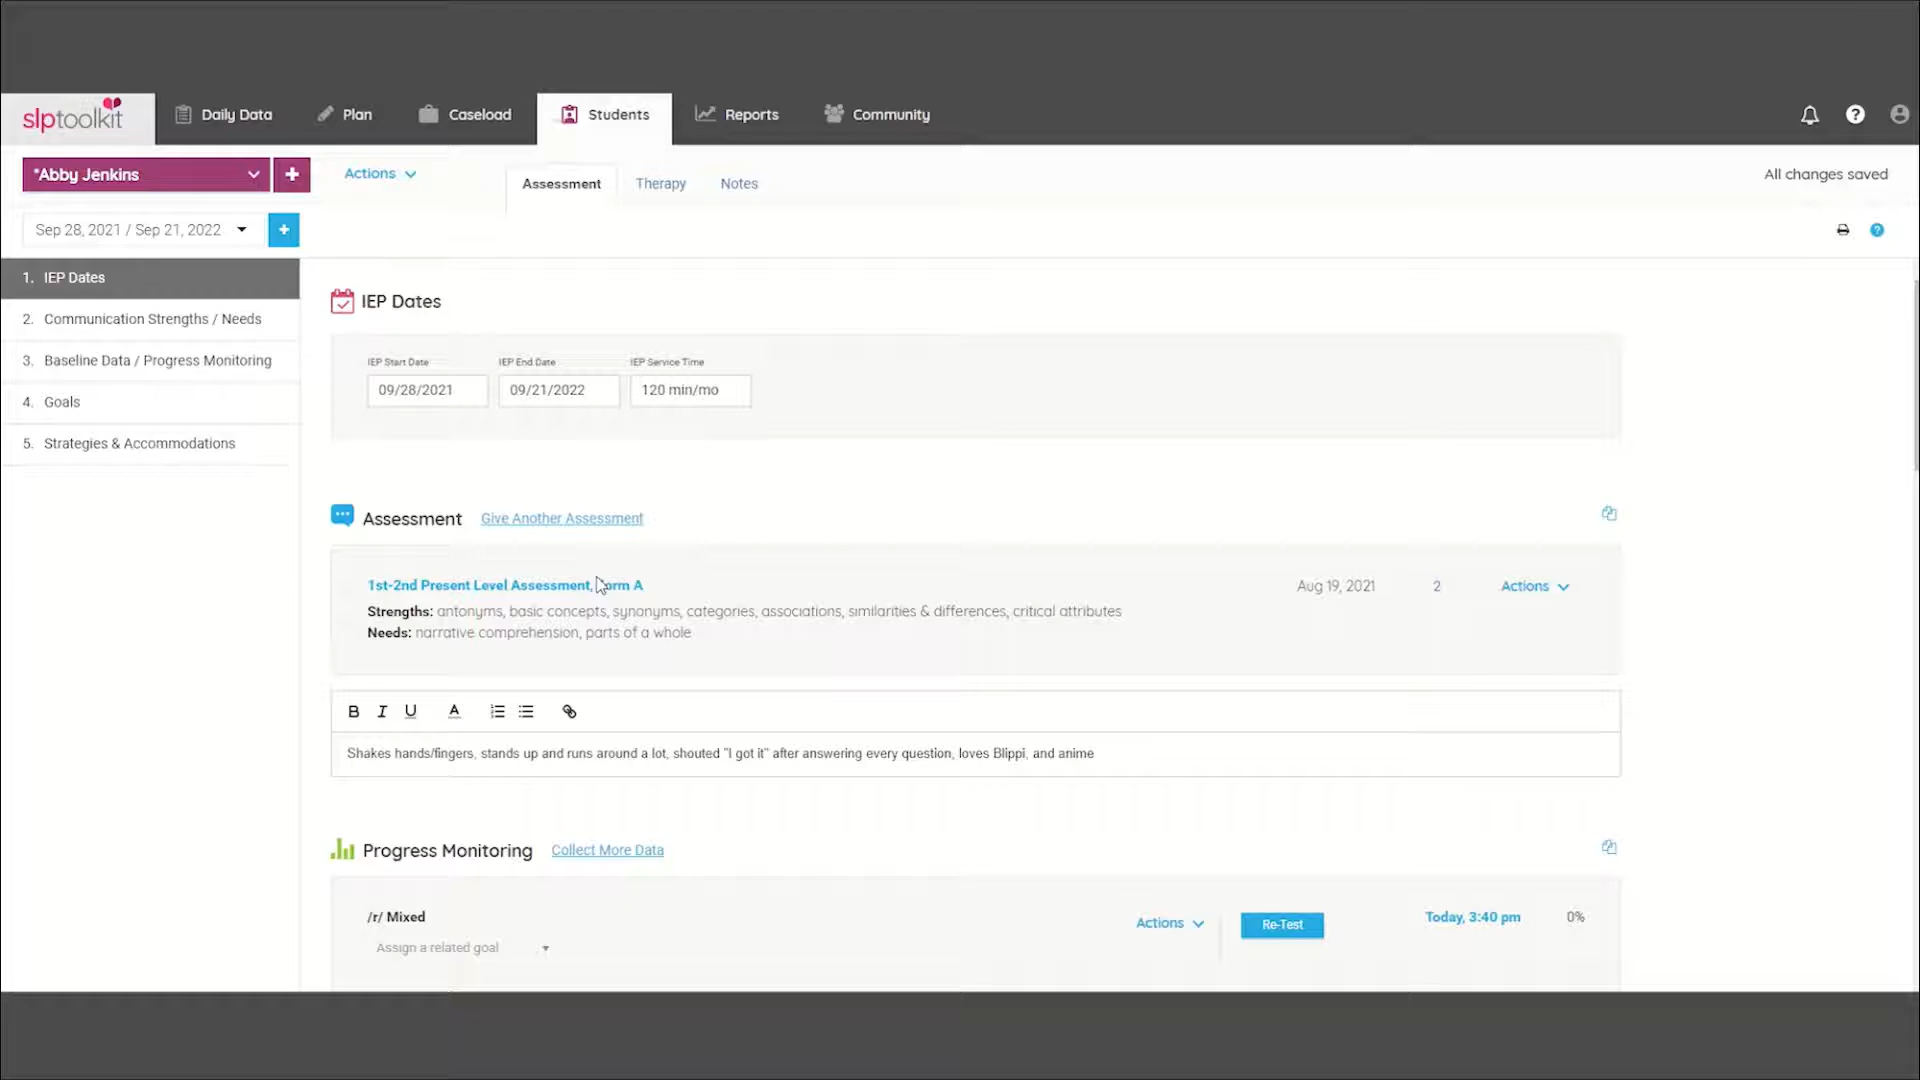 slptoolkit
Daily Data
Plan
Caseload
Students
Reports
Community
?
*Abby Jenkins
+
Actions
Assessment
Therapy
Notes
All changes saved
Sep 28, 2021 / Sep 21, 2022
+
?
1. IEP Dates
2. Communication Strengths / Needs
3. Baseline Data / Progress Monitoring
4. Goals
5. Strategies & Accommodations
IEP Dates
IEP Start Date IEP End Date IEP Service Time
09/28/2021 09/21/2022 120 min/mo
Assessment Give Another Assessment
1st-2nd Present Level Assessment, Form A Aug 19, 2021 2 Actions
Strengths: antonyms, basic concepts, synonyms, categories, associations, similarities & differences, critical attributes
Needs: narrative comprehension, parts of a whole
B I U A
Shakes hands/fingers, stands up and runs around a lot, shouted "I got it" after answering every question, loves Blippi, and anime
Progress Monitoring Collect More Data
/r/ Mixed Actions Re-Test Today, 3:40 pm 0%
Assign a related goal